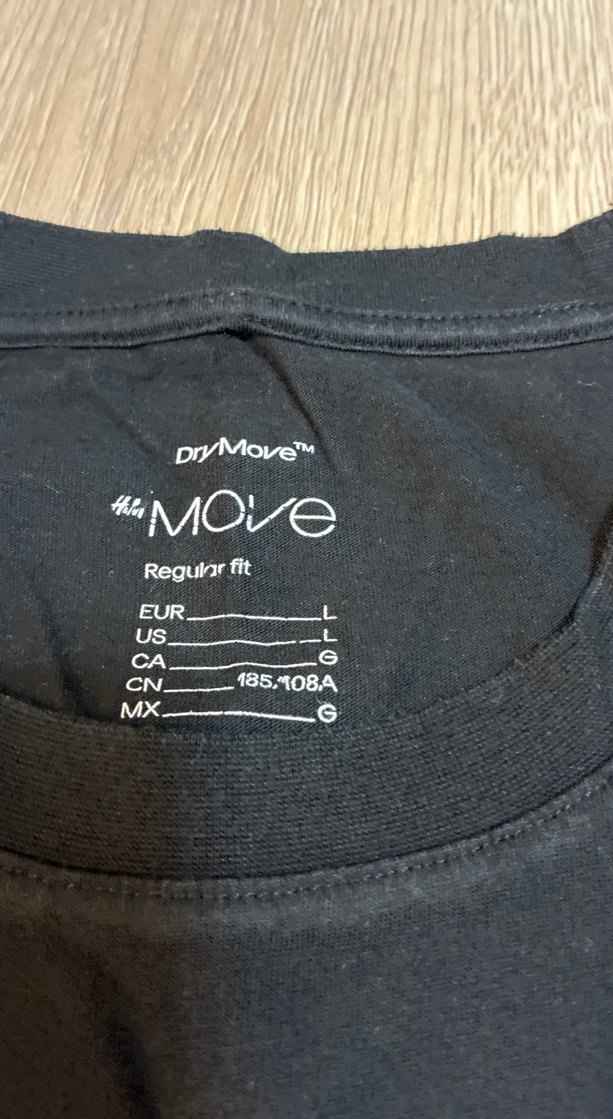 DryMove™
H&M MOVE
Regular fit
EUR L
US L
CA G
CN 185/108A
MX G